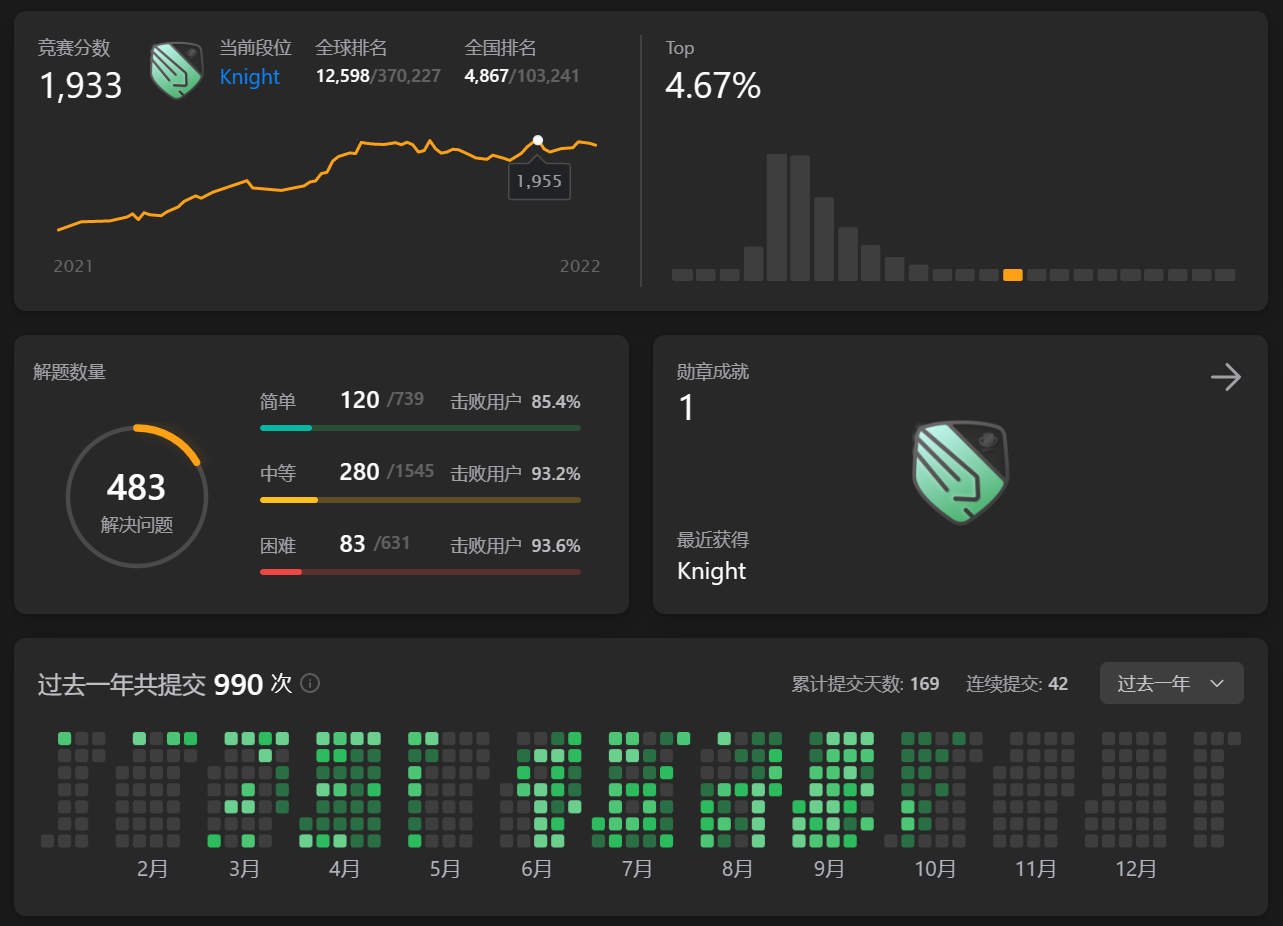 竞赛分数
1,933
当前段位
Knight
全球排名
12,598/370,227
全国排名
4,867/103,241
1,955
2021 2022
Top
4.67%
解题数量
483
解决问题
简单 120 /739 击败用户 85.4%
中等 280 /1545 击败用户 93.2%
困难 83 /631 击败用户 93.6%
勋章成就
1
最近获得
Knight
过去一年共提交 990 次 累计提交天数: 169 连续提交: 42 过去一年
2月 3月 4月 5月 6月 7月 8月 9月 10月 11月 12月